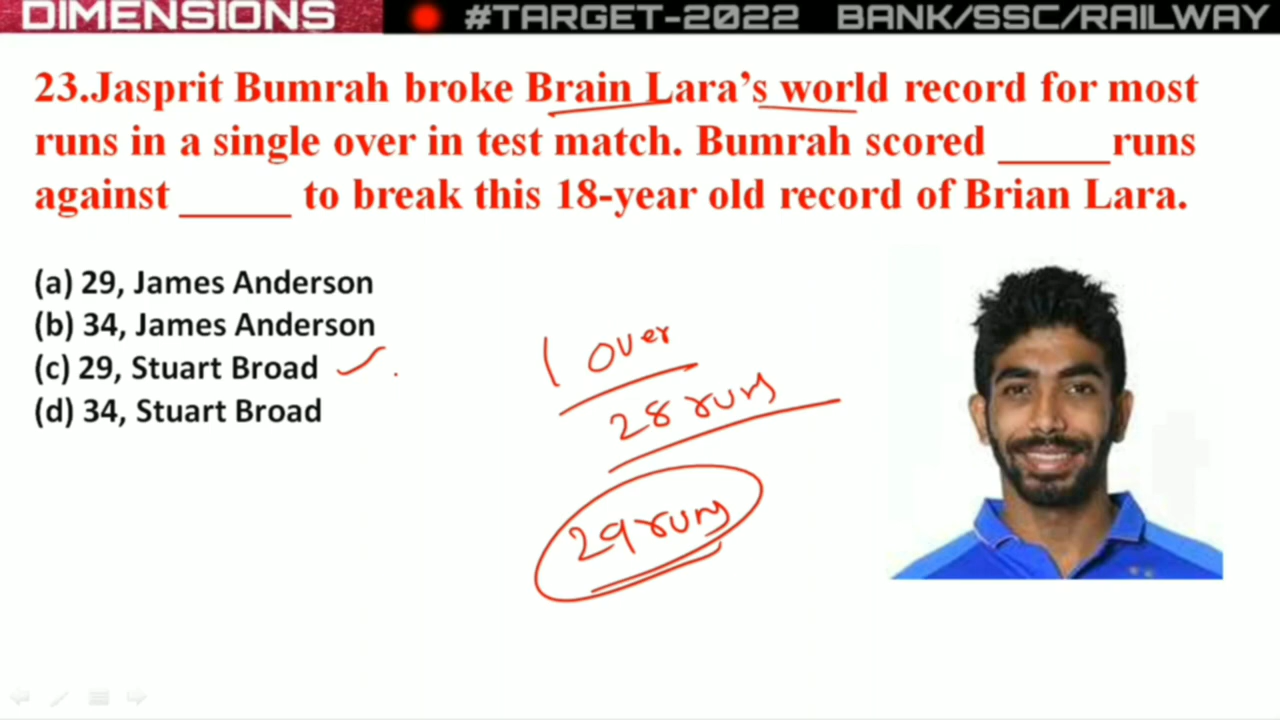 DIMENSIONS #TARGET-2022 BANK/SSC/RAILWAY
23.Jasprit Bumrah broke Brain Lara's world record for most
runs in a single over in test match. Bumrah scored _____runs
against _____ to break this 18-year old record of Brian Lara.
(a) 29, James Anderson
(b) 34, James Anderson
(c) 29, Stuart Broad
(d) 34, Stuart Broad
1 over
28 runs
29 runs